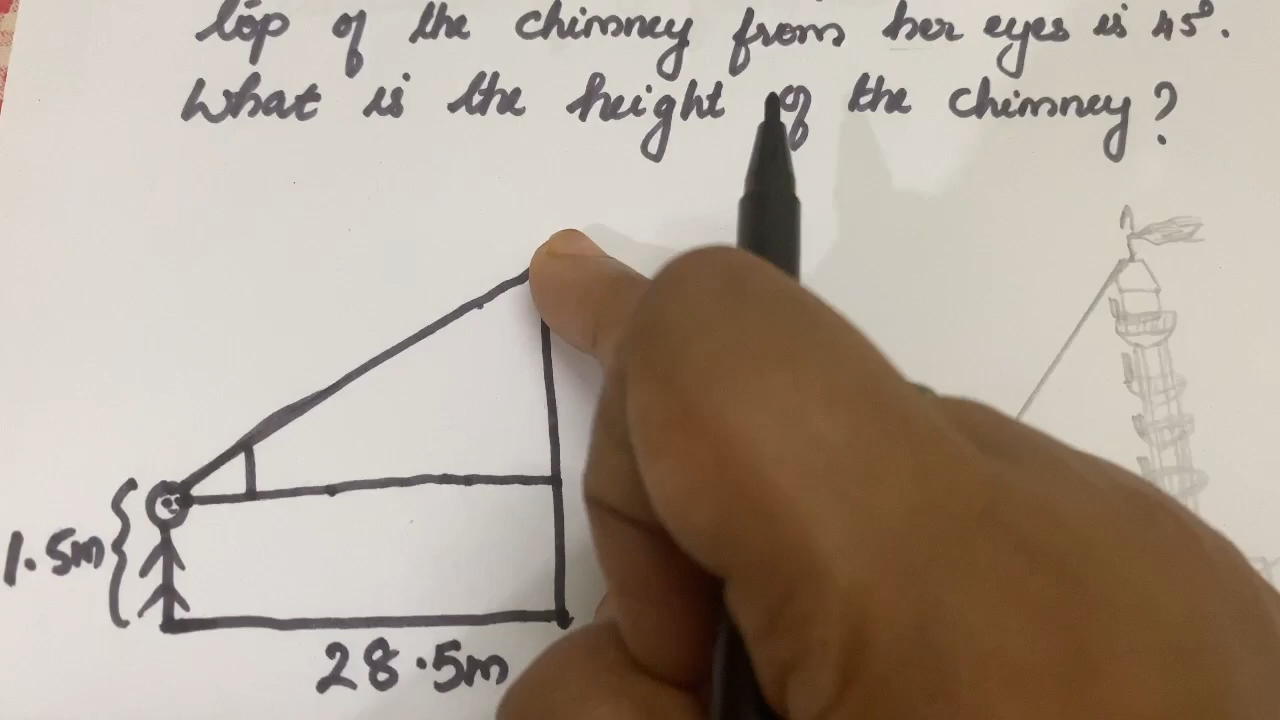 top of the chimney from her eyes is 45°.
What is the height of the chimney?
1.5m
28.5m